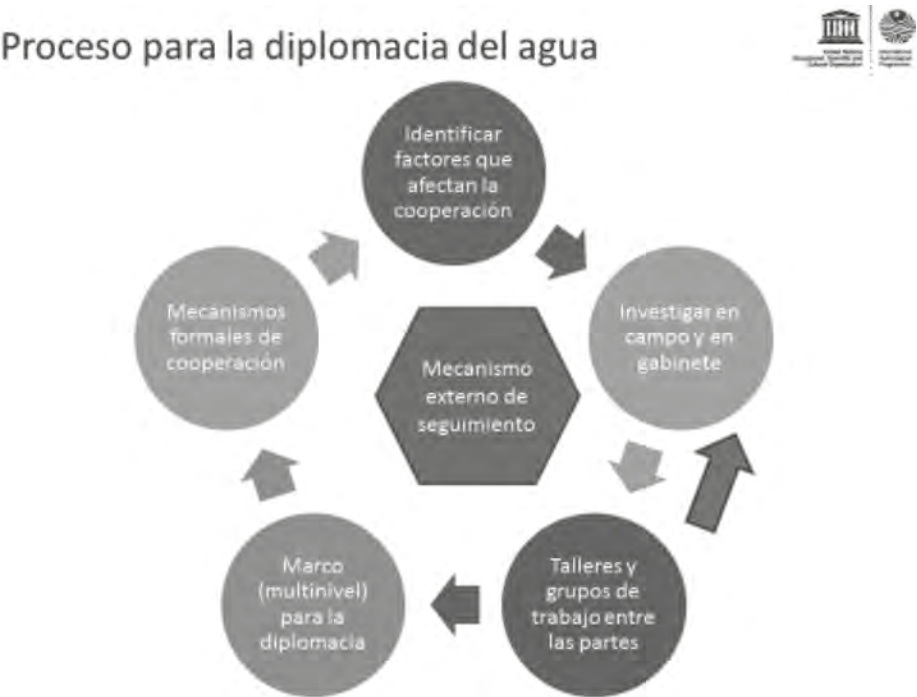 Proceso para la diplomacia del agua
Identificar
factores que
afectan la
cooperación
Investigar en
campo y en
gabinete
Talleres y
grupos de
trabajo entre
las partes
Marco
(multinivel)
para la
diplomacia
Mecanismos
formales de
cooperación
Mecanismo
externo de
seguimiento